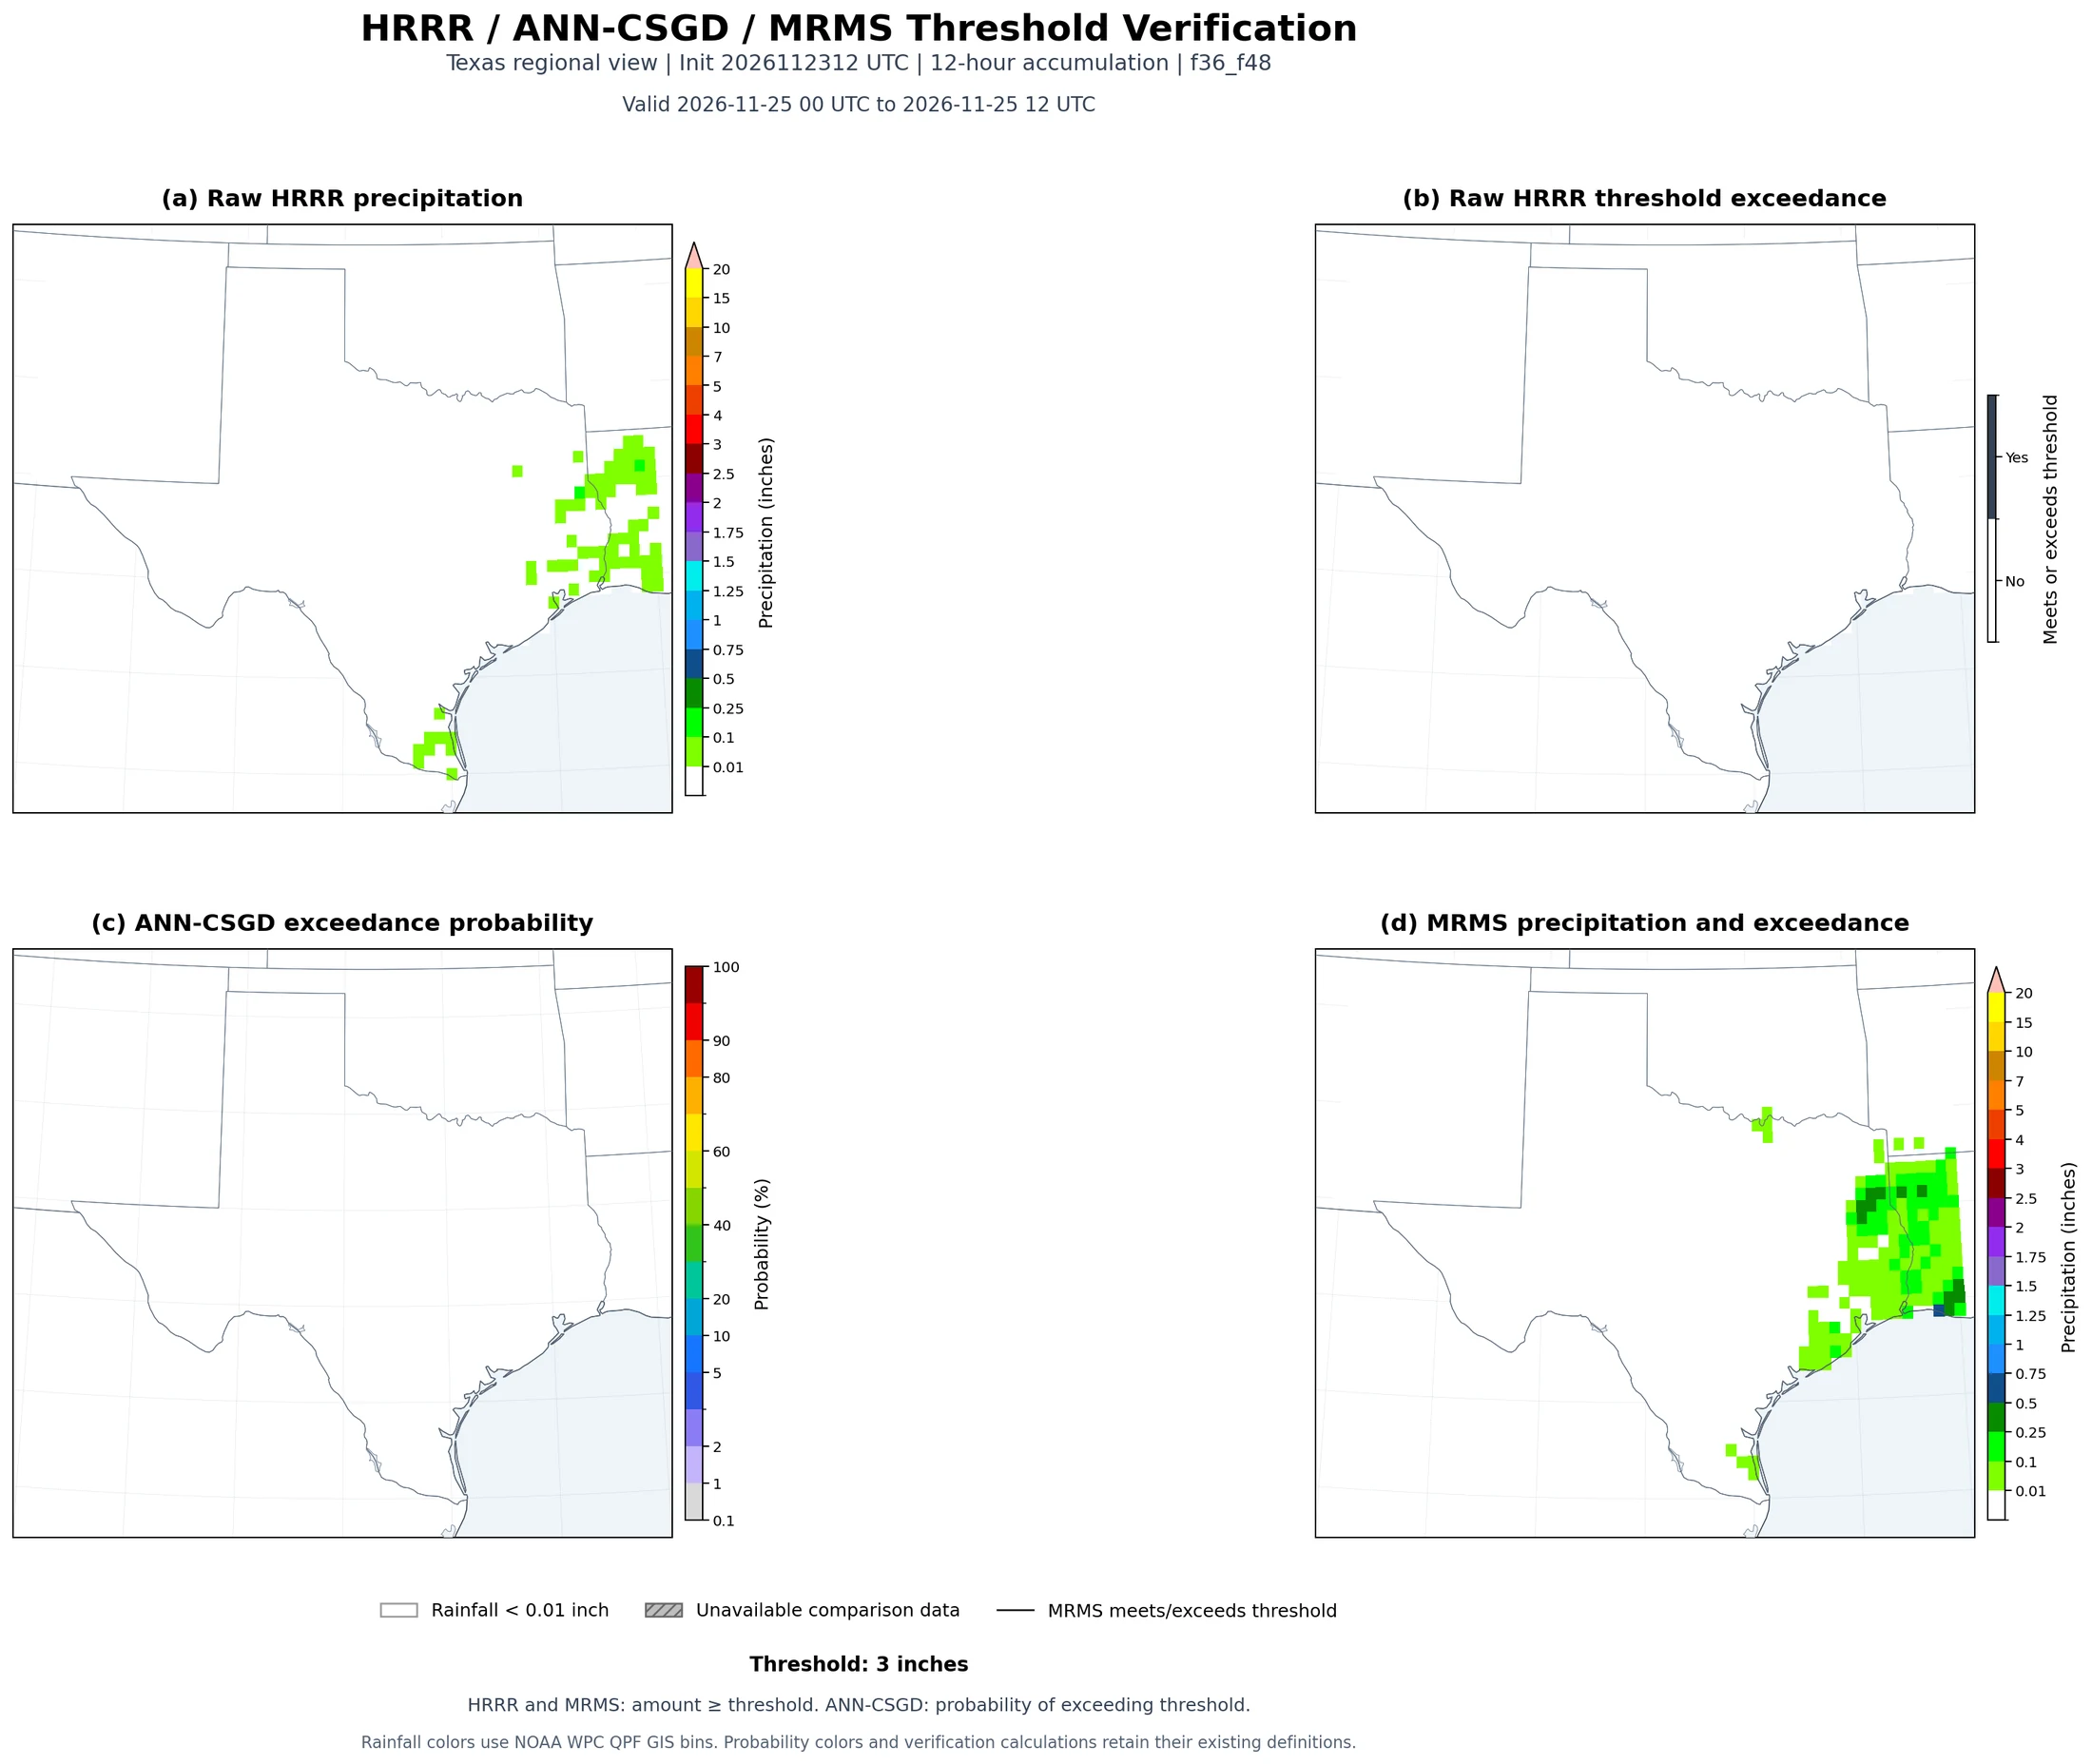 HRRR / ANN-CSGD / MRMS Threshold Verification
Texas regional view | Init 2026112312 UTC | 12-hour accumulation | f36_f48
Valid 2026-11-25 00 UTC to 2026-11-25 12 UTC
(a) Raw HRRR precipitation
20
15
10
7
5
4
3
2.5
2
1.75
1.5
1.25
1
0.75
0.5
0.25
0.1
0.01
Precipitation (inches)
(b) Raw HRRR threshold exceedance
Yes
No
Meets or exceeds threshold
(c) ANN-CSGD exceedance probability
100
90
80
60
40
20
10
5
2
1
0.1
Probability (%)
(d) MRMS precipitation and exceedance
20
15
10
7
5
4
3
2.5
2
1.75
1.5
1.25
1
0.75
0.5
0.25
0.1
0.01
Precipitation (inches)
Rainfall < 0.01 inch
Unavailable comparison data
MRMS meets/exceeds threshold
Threshold: 3 inches
HRRR and MRMS: amount ≥ threshold. ANN-CSGD: probability of exceeding threshold.
Rainfall colors use NOAA WPC QPF GIS bins. Probability colors and verification calculations retain their existing definitions.